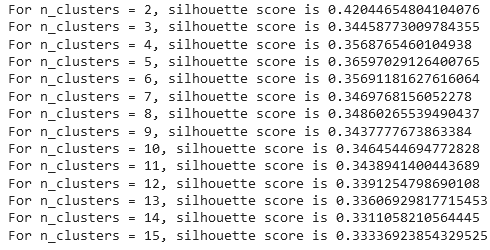 For n_clusters = 2, silhouette score is 0.42044654804104076
For n_clusters = 3, silhouette score is 0.34458773009784355
For n_clusters = 4, silhouette score is 0.3568765460104938
For n_clusters = 5, silhouette score is 0.36597029126400765
For n_clusters = 6, silhouette score is 0.35691181627616064
For n_clusters = 7, silhouette score is 0.3469768156052278
For n_clusters = 8, silhouette score is 0.34860265539490437
For n_clusters = 9, silhouette score is 0.3437777673863384
For n_clusters = 10, silhouette score is 0.3464544694772828
For n_clusters = 11, silhouette score is 0.3438941400443689
For n_clusters = 12, silhouette score is 0.3391254798690108
For n_clusters = 13, silhouette score is 0.33606929817715453
For n_clusters = 14, silhouette score is 0.3311058210564445
For n_clusters = 15, silhouette score is 0.33336923854329525